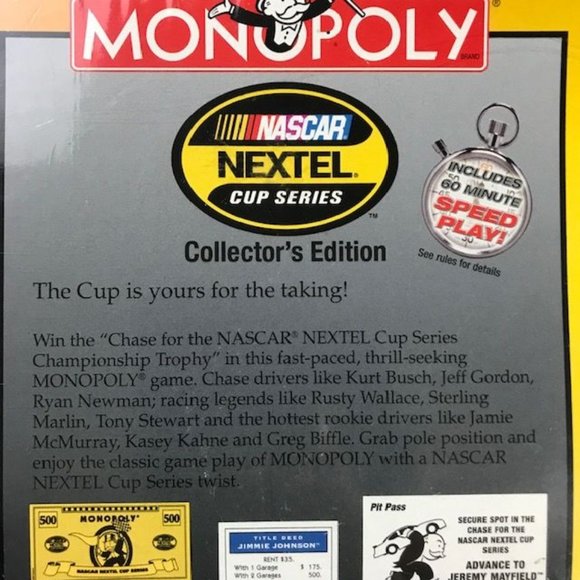 MONOPOLY
BRAND
®
NASCAR
NEXTEL®
CUP SERIES
TM
Collector's Edition
INCLUDES
60 MINUTE
SPEED
PLAY!
See rules for details
The Cup is yours for the taking!
Win the "Chase for the NASCAR® NEXTEL Cup Series
Championship Trophy" in this fast-paced, thrill-seeking
MONOPOLY® game. Chase drivers like Kurt Busch, Jeff Gordon,
Ryan Newman; racing legends like Rusty Wallace, Sterling
Marlin, Tony Stewart and the hottest rookie drivers like Jamie
McMurray, Kasey Kahne and Greg Biffle. Grab pole position and
enjoy the classic game play of MONOPOLY with a NASCAR
NEXTEL Cup Series twist.
500 MONOPOLY® 500
NASCAR NEXTEL CUP SERIES
TITLE DEED
JIMMIE JOHNSON™
RENT $35.
With 1 Garage $ 175.
With 2 Garages 500.
Pit Pass
SECURE SPOT IN THE
CHASE FOR THE
NASCAR NEXTEL CUP
SERIES
ADVANCE TO
JEREMY MAYFIELD™